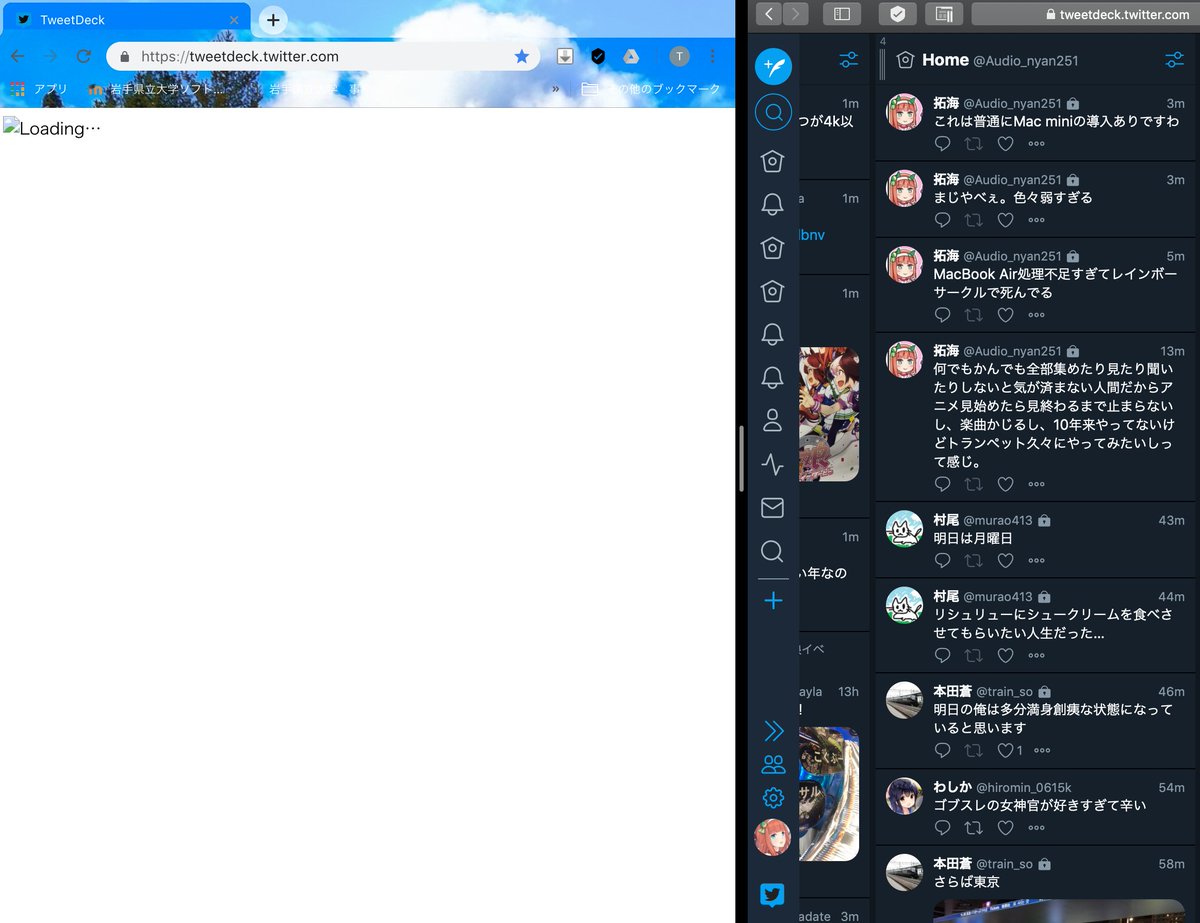 TweetDeck
https://tweetdeck.twitter.com
T
アプリ
岩手県立大学ソフト...
その他のブックマーク
Loading…
tweetdeck.twitter.com
1m
つが4k以
1m
lbnv
1m
1m
い年なの
ayla 13h
!
adate 3m
4
Home @Audio_nyan251
拓海 @Audio_nyan251 3m
これは普通にMac miniの導入ありですわ
拓海 @Audio_nyan251 3m
まじやべぇ。色々弱すぎる
拓海 @Audio_nyan251 5m
MacBook Air処理不足すぎてレインボー
サークルで死んでる
拓海 @Audio_nyan251 13m
何でもかんでも全部集めたり見たり聞い
たりしないと気が済まない人間だからア
ニメ見始めたら見終わるまで止まらない
し、楽曲かじるし、10年来やってないけ
どトランペット久々にやってみたいしっ
て感じ。
村尾 @murao413 43m
明日は月曜日
村尾 @murao413 44m
リシュリューにシュークリームを食べさ
せてもらいたい人生だった...
本田蒼 @train_so 46m
明日の俺は多分満身創痍な状態になって
いると思います
1
わしか @hiromin_0615k 54m
ゴブスレの女神官が好きすぎて辛い
本田蒼 @train_so 58m
さらば東京